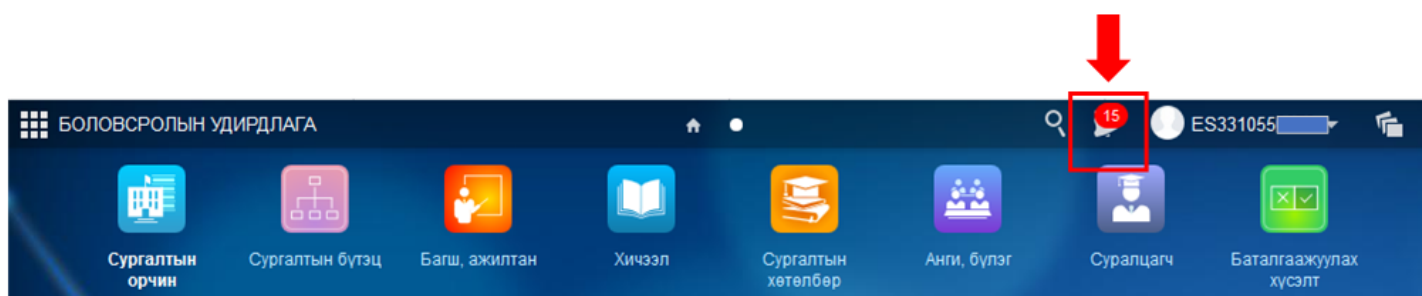 15
БОЛОВСРОЛЫН УДИРДЛАГА
ES331055
Сургалтын
орчин
Сургалтын бүтэц
Багш, ажилтан
Хичээл
Сургалтын
хөтөлбөр
Анги, бүлэг
Суралцагч
Баталгаажуулах
хүсэлт